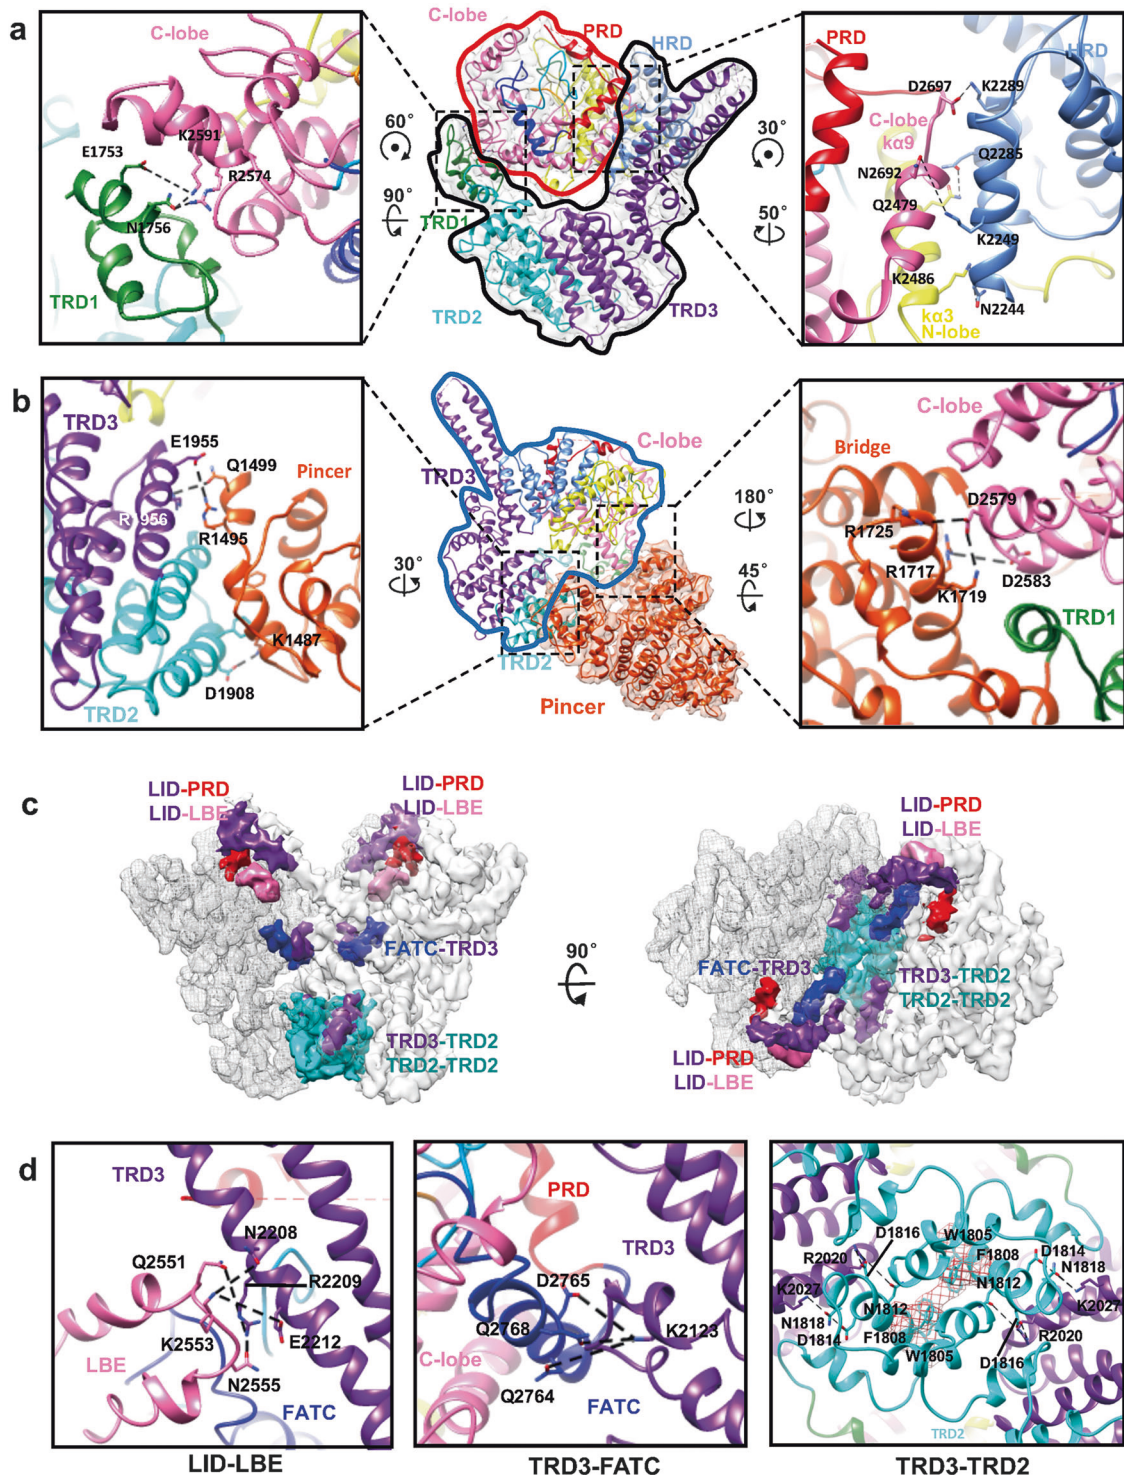 a
C-lobe
K2591
E1753
R2574
N1756
TRD1
C-lobe
PRD
HRD
60°
90°
TRD1
TRD2
TRD3
30°
50°
PRD
HRD
D2697
K2289
C-lobe
kα9
Q2285
N2692
Q2479
K2249
K2486
N2244
kα3
N-lobe
b
TRD3
E1955
Q1499
Pincer
R1956
R1495
K1487
D1908
TRD2
C-lobe
TRD3
30°
180°
45°
TRD2
Pincer
C-lobe
Bridge
D2579
R1725
R1717
D2583
K1719
TRD1
c
LID-PRD
LID-LBE
LID-PRD
LID-LBE
FATC-TRD3
TRD3-TRD2
TRD2-TRD2
90°
LID-PRD
LID-LBE
FATC-TRD3
TRD3-TRD2
TRD2-TRD2
LID-PRD
LID-LBE
d
TRD3
N2208
Q2551
R2209
K2553
E2212
LBE
N2555
FATC
LID-LBE
PRD
TRD3
D2765
Q2768
K2123
C-lobe
Q2764
FATC
TRD3-FATC
D1816
W1805
R2020
F1808
D1814
N1818
K2027
N1812
N1812
K2027
N1818
F1808
D1814
R2020
W1805
D1816
TRD2
TRD3-TRD2